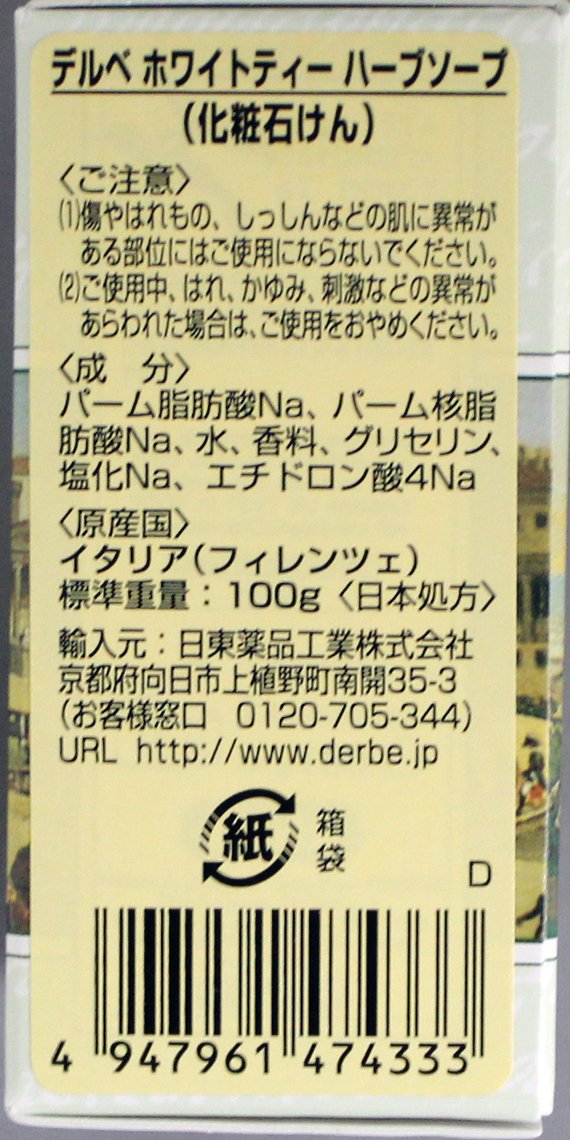 デルベ ホワイトティー ハーブソープ
（化粧石けん）
〈ご注意〉
(1)傷やはれもの、しっしんなどの肌に異常が
ある部位にはご使用にならないでください。
(2)ご使用中、はれ、かゆみ、刺激などの異常が
あらわれた場合は、ご使用をおやめください。
〈成　分〉
パーム脂肪酸Na、パーム核脂
肪酸Na、水、香料、グリセリン、
塩化Na、エチドロン酸4Na
〈原産国〉
イタリア（フィレンツェ）
標準重量：100g〈日本処方〉
輸入元：日東薬品工業株式会社
京都府向日市上植野町南開35-3
（お客様窓口　0120-705-344）
URL http://www.derbe.jp
紙
箱
袋
D
4 947961 474333